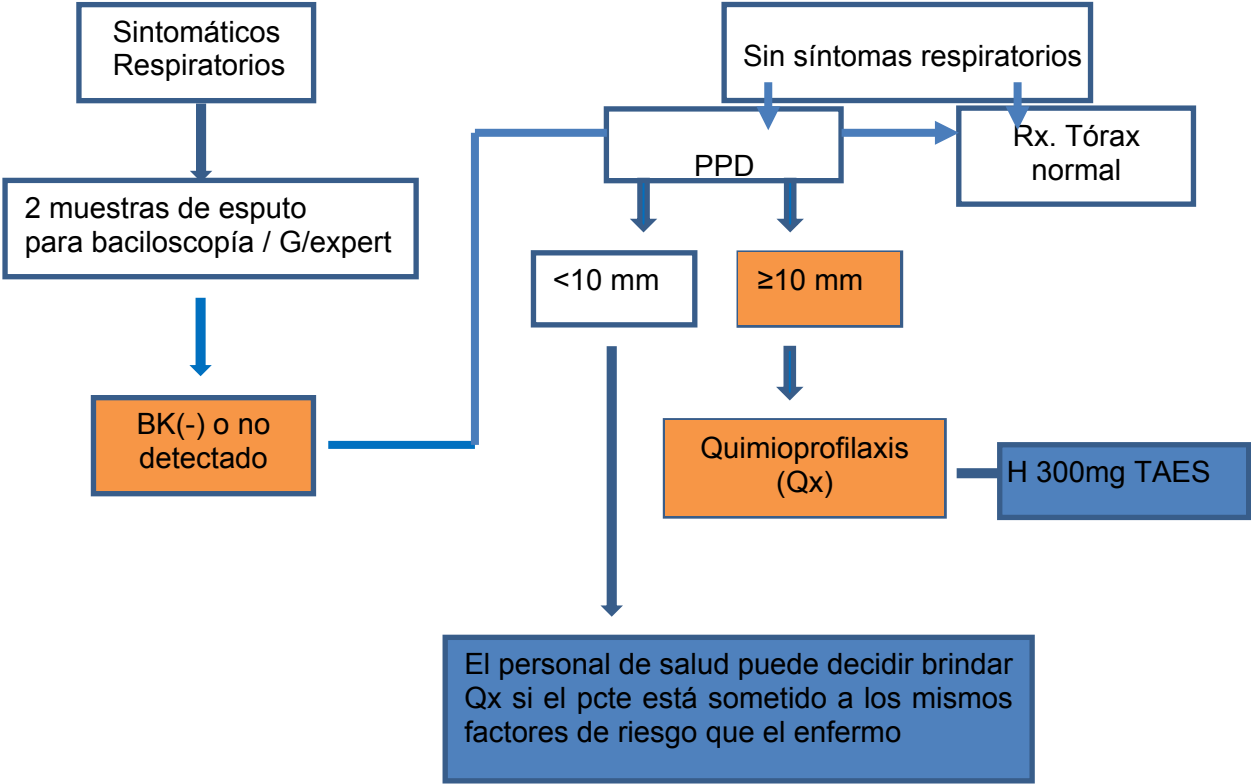 Sintomáticos
Respiratorios
Sin síntomas respiratorios
2 muestras de esputo
para baciloscopía / G/expert
PPD
Rx. Tórax
normal
<10 mm
≥10 mm
BK(-) o no
detectado
Quimioprofilaxis
(Qx)
H 300mg TAES
El personal de salud puede decidir brindar
Qx si el pcte está sometido a los mismos
factores de riesgo que el enfermo